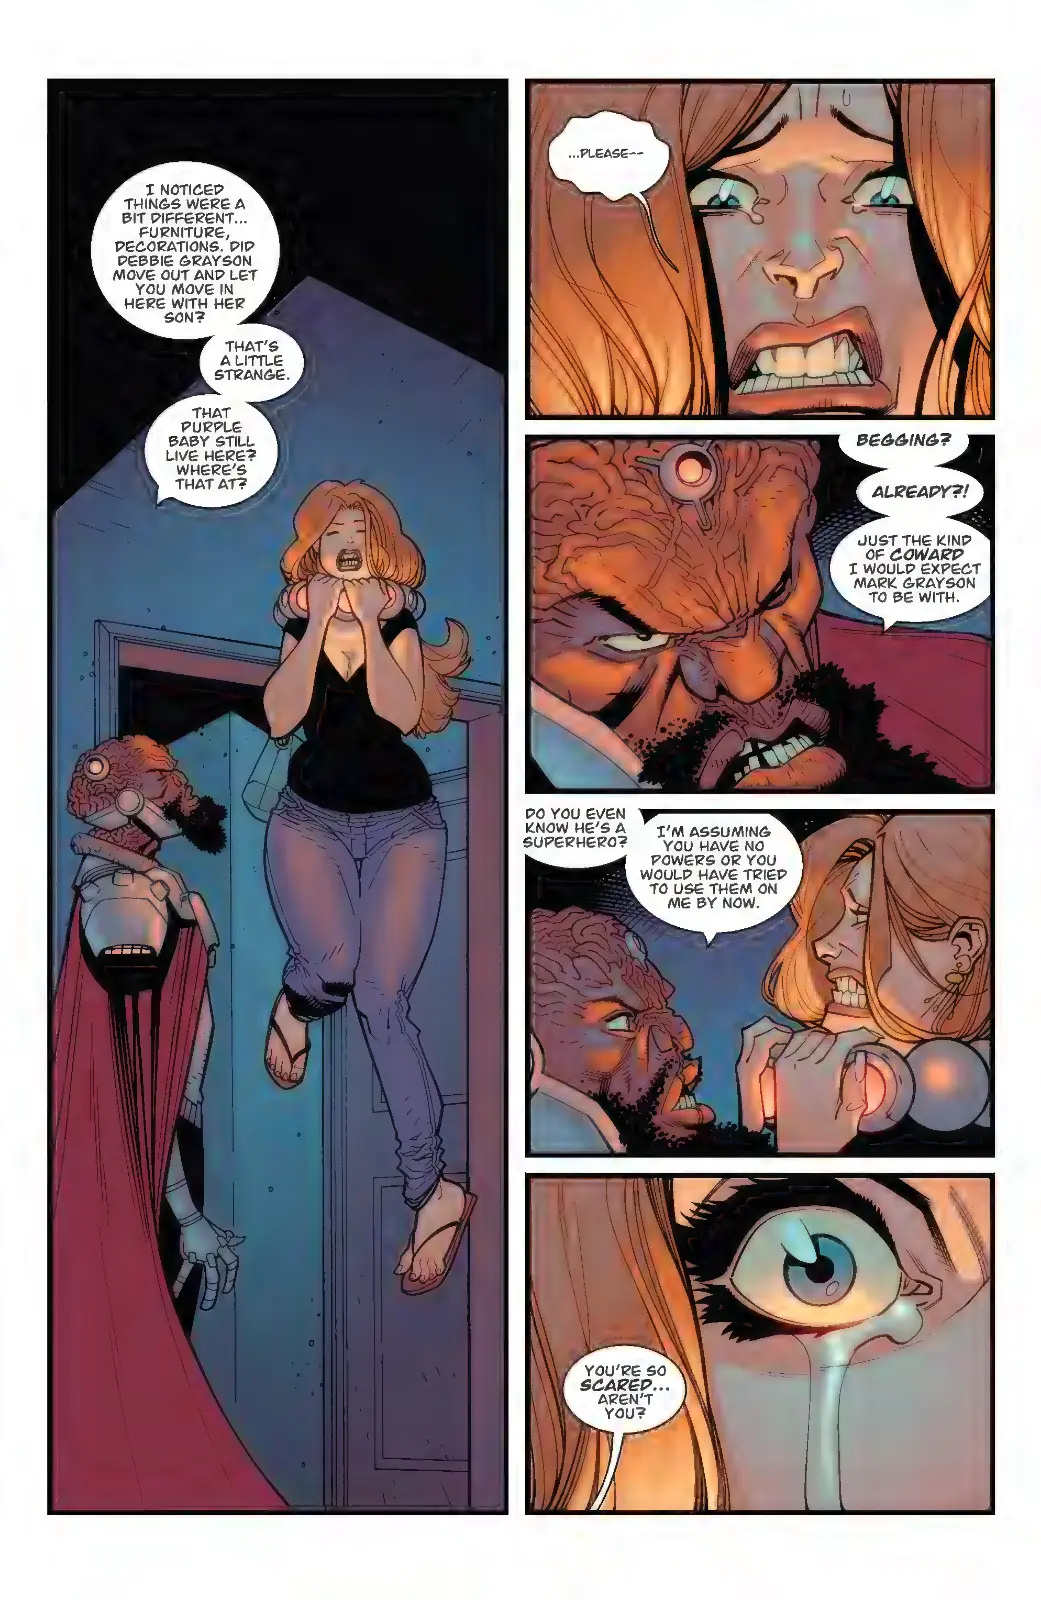 I NOTICED
THINGS WERE A
BIT DIFFERENT...
FURNITURE,
DECORATIONS. DID
DEBBIE GRAYSON
MOVE OUT AND LET
YOU MOVE IN
HERE WITH HER
SON?
THAT'S
A LITTLE
STRANGE.
THAT
PURPLE
BABY STILL
LIVE HERE?
WHERE'S
THAT AT?
...PLEASE--
BEGGING?
ALREADY?!
JUST THE KIND
OF COWARD
I WOULD EXPECT
MARK GRAYSON
TO BE WITH.
DO YOU EVEN
KNOW HE'S A
SUPERHERO?
I'M ASSUMING
YOU HAVE NO
POWERS OR YOU
WOULD HAVE TRIED
TO USE THEM ON
ME BY NOW.
YOU'RE SO
SCARED...
AREN'T
YOU?